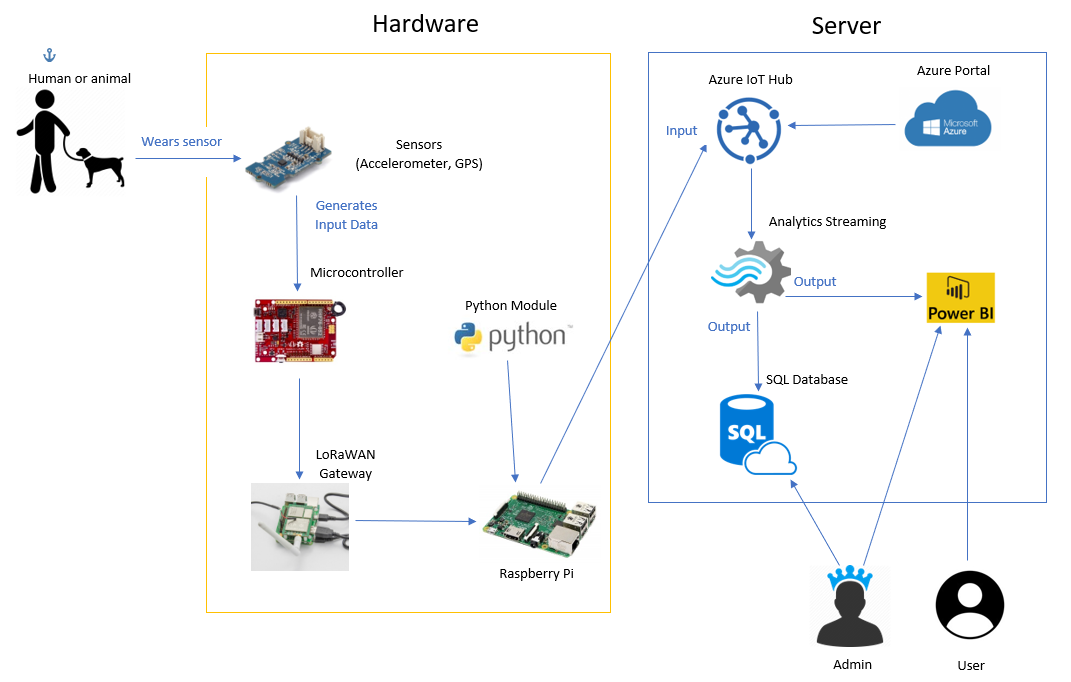 Hardware
Server
Human or animal
Wears sensor
Sensors
(Accelerometer, GPS)
Generates
Input Data
Microcontroller
Python Module
python™
LoRaWAN
Gateway
Raspberry Pi
Azure IoT Hub
Azure Portal
Microsoft
Azure
Input
Analytics Streaming
Output
Power BI
Output
SQL Database
SQL
Admin
User